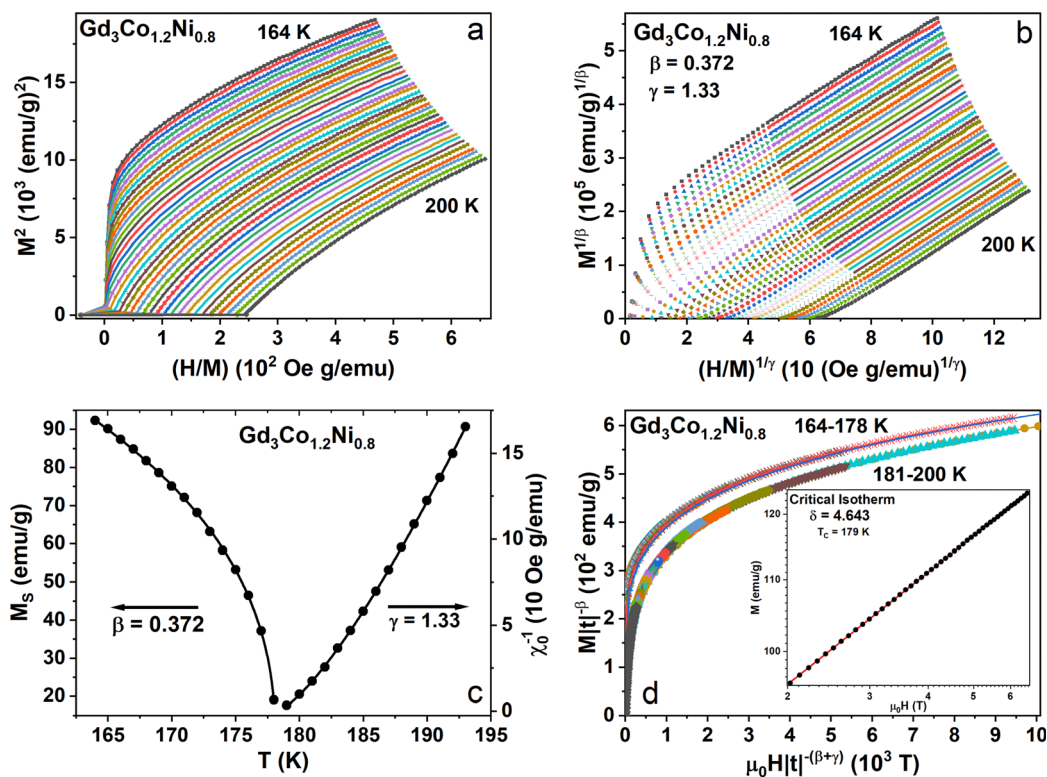 Gd₃Co₁.₂Ni₀.₈
164 K
a
15
10
5
0
200 K
0 1 2 3 4 5 6
M² (10³ (emu/g)²)
(H/M) (10² Oe g/emu)
Gd₃Co₁.₂Ni₀.₈
164 K
b
β = 0.372
γ = 1.33
5
4
3
2
1
0
200 K
0 2 4 6 8 10 12
M^1/β (10⁵ (emu/g)^1/β)
(H/M)^1/γ (10 (Oe g/emu)^1/γ)
Gd₃Co₁.₂Ni₀.₈
90
80
70
60
50
40
30
20
15
10
5
0
β = 0.372
γ = 1.33
c
165 170 175 180 185 190 195
M_S (emu/g)
χ₀⁻¹ (10 Oe g/emu)
T (K)
Gd₃Co₁.₂Ni₀.₈
164-178 K
181-200 K
6
5
4
3
2
1
0
Critical Isotherm
δ = 4.643
T_C = 179 K
120
110
100
M (emu/g)
2 3 4 5 6
μ₀H (T)
d
0 1 2 3 4 5 6 7 8 9 10
M|t|^-β (10² emu/g)
μ₀H|t|^-(β+γ) (10³ T)